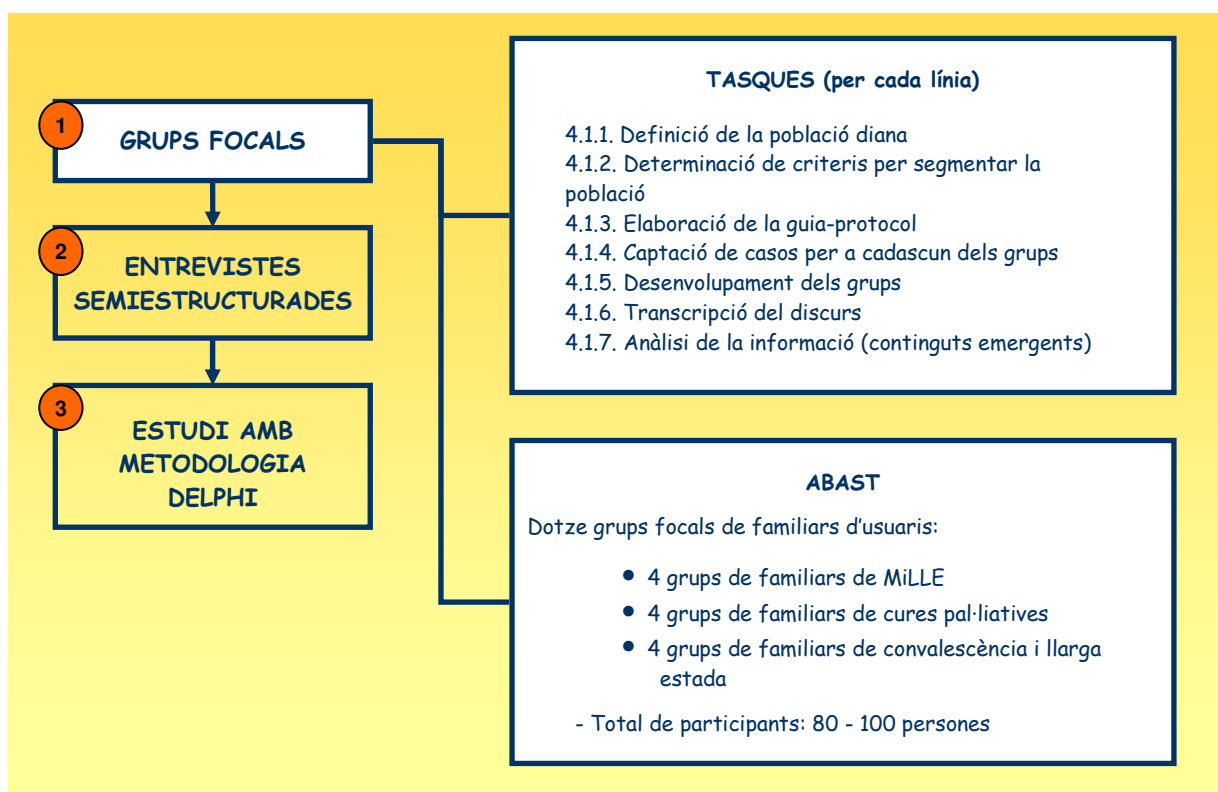 1
GRUPS FOCALS
2
ENTREVISTES
SEMIESTRUCTURADES
3
ESTUDI AMB
METODOLOGIA
DELPHI
TASQUES (per cada línia)
4.1.1. Definició de la població diana
4.1.2. Determinació de criteris per segmentar la
població
4.1.3. Elaboració de la guia-protocol
4.1.4. Captació de casos per a cadascun dels grups
4.1.5. Desenvolupament dels grups
4.1.6. Transcripció del discurs
4.1.7. Anàlisi de la informació (continguts emergents)
ABAST
Dotze grups focals de familiars d'usuaris:
• 4 grups de familiars de MiLLE
• 4 grups de familiars de cures pal·liatives
• 4 grups de familiars de convalescència i llarga
estada
- Total de participants: 80 - 100 persones